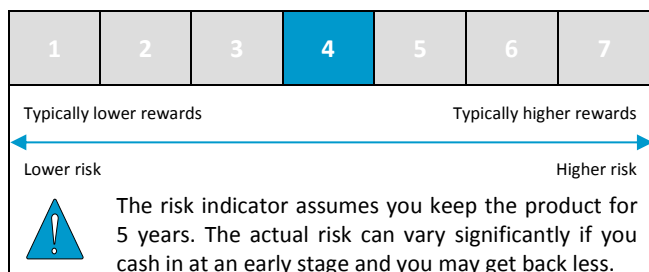 1 2 3 4 5 6 7
Typically lower rewards Typically higher rewards
Lower risk Higher risk
The risk indicator assumes you keep the product for
5 years. The actual risk can vary significantly if you
cash in at an early stage and you may get back less.